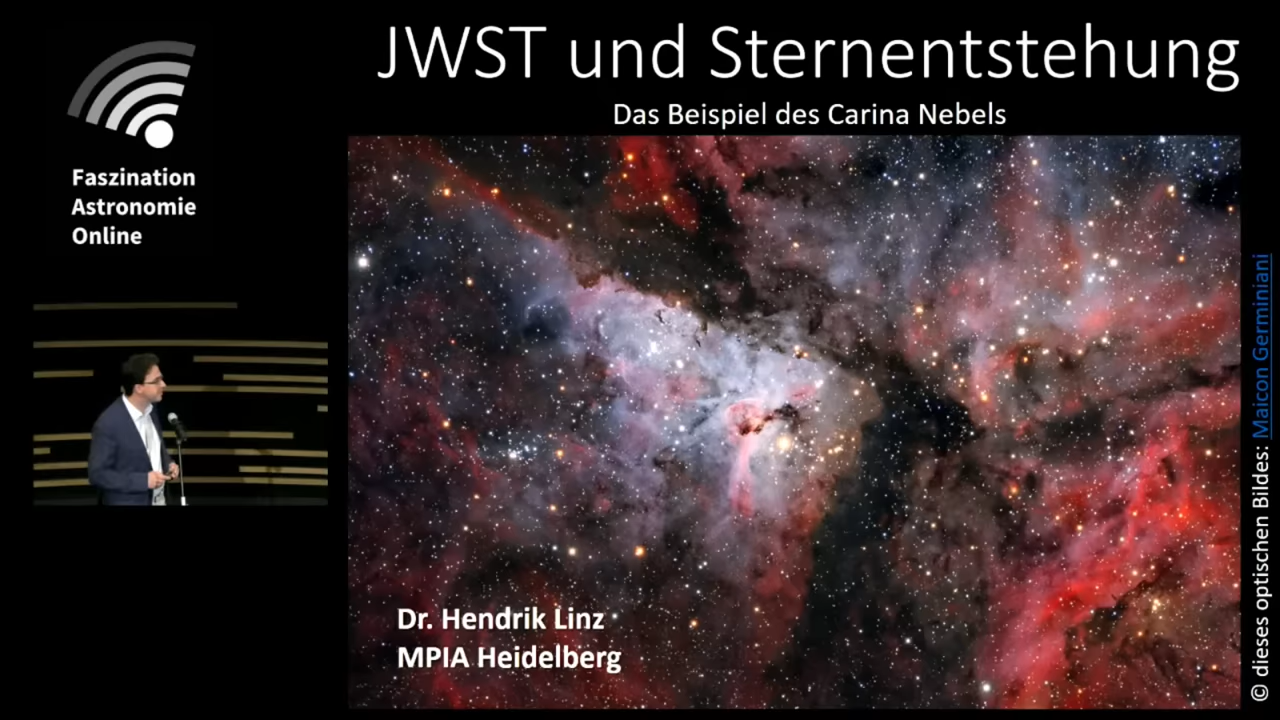 JWST und Sternentstehung
Das Beispiel des Carina Nebels
Faszination
Astronomie
Online
Dr. Hendrik Linz
MPIA Heidelberg
© dieses optischen Bildes: Maicon Germiniani